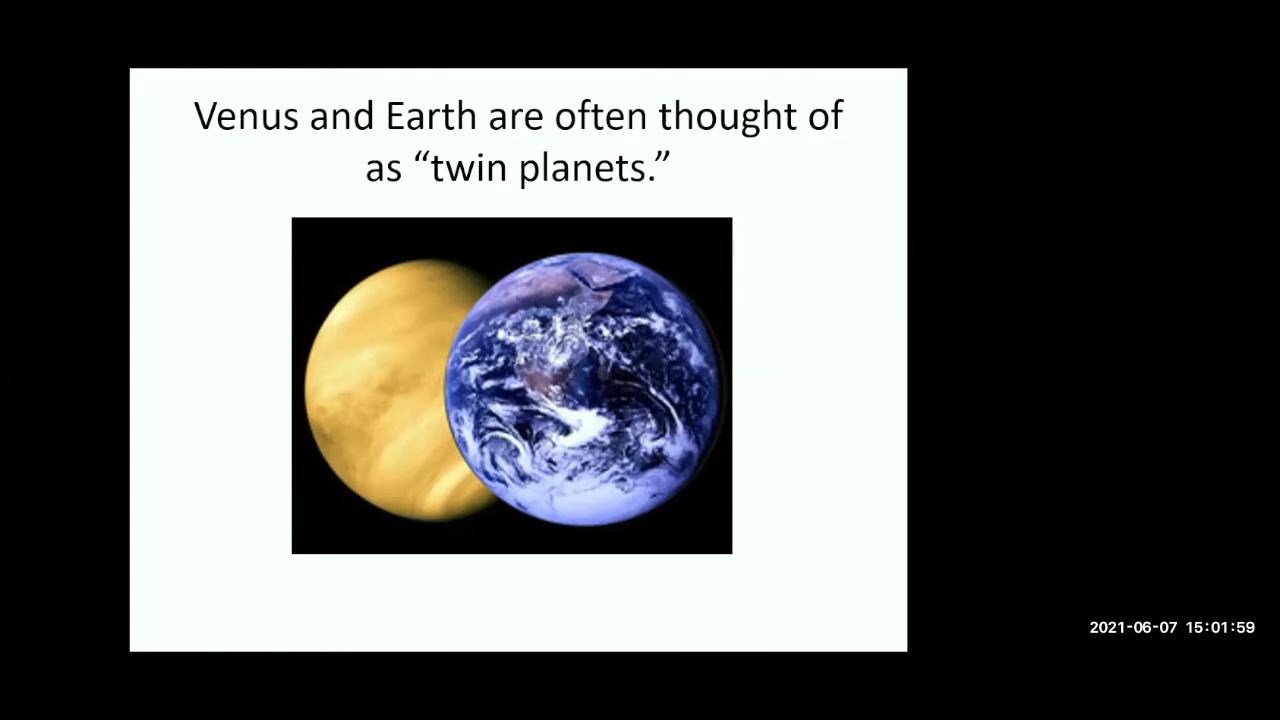 Venus and Earth are often thought of
as “twin planets.”
2021-06-07 15:01:59